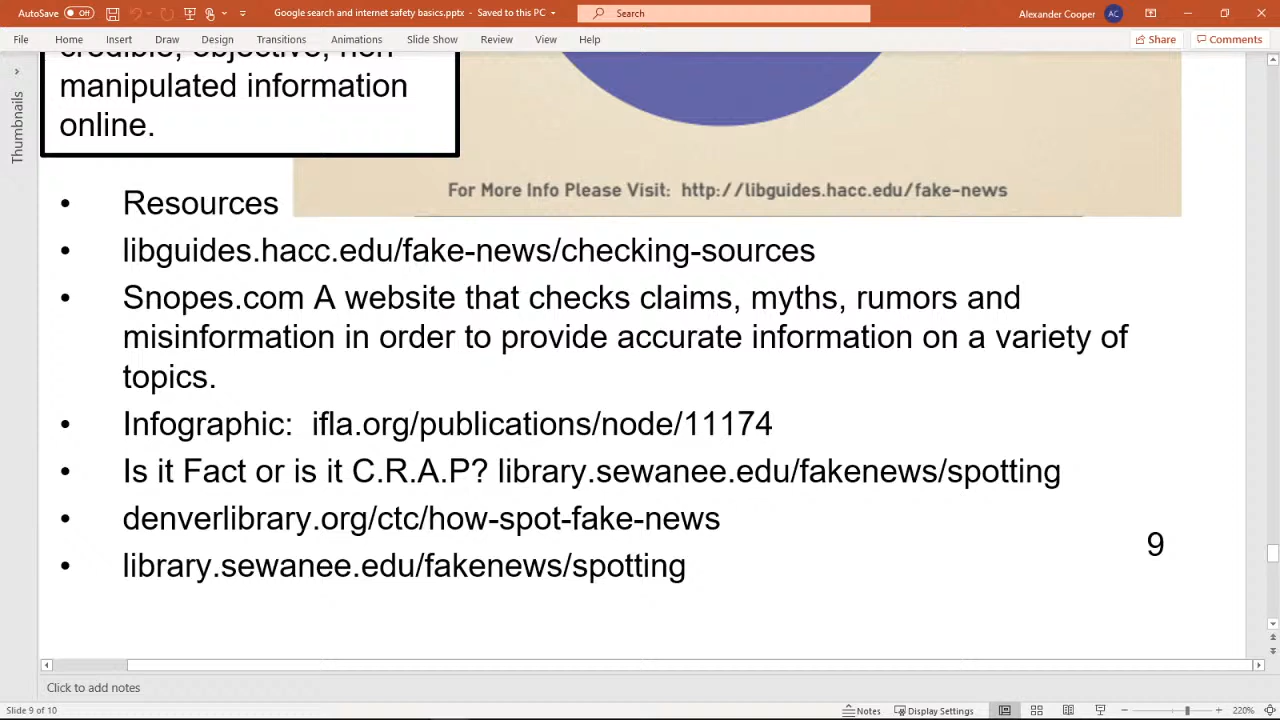 AutoSave Off Google search and internet safety basics.pptx - Saved to this PC Search Alexander Cooper AC
File Home Insert Draw Design Transitions Animations Slide Show Review View Help Share Comments
Thumbnails
credible, objective, non-
manipulated information
online.
For More Info Please Visit: http://libguides.hacc.edu/fake-news
• Resources
• libguides.hacc.edu/fake-news/checking-sources
• Snopes.com A website that checks claims, myths, rumors and
misinformation in order to provide accurate information on a variety of
topics.
• Infographic: ifla.org/publications/node/11174
• Is it Fact or is it C.R.A.P? library.sewanee.edu/fakenews/spotting
• denverlibrary.org/ctc/how-spot-fake-news
• library.sewanee.edu/fakenews/spotting
9
Click to add notes
Slide 9 of 10 Notes Display Settings 220%